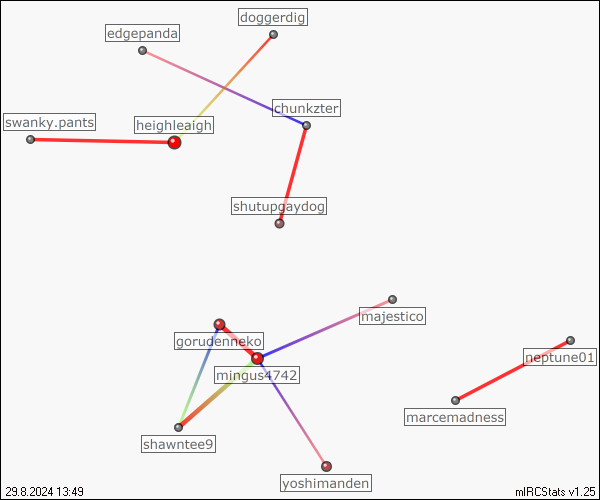 doggerdig
edgepanda
chunkzter
swanky.pants
heighleaigh
shutupgaydog
majestico
gorudenneko
neptune01
mingus4742
marcemadness
shawntee9
yoshimanden
29.8.2024 13:49
mIRCStats v1.25